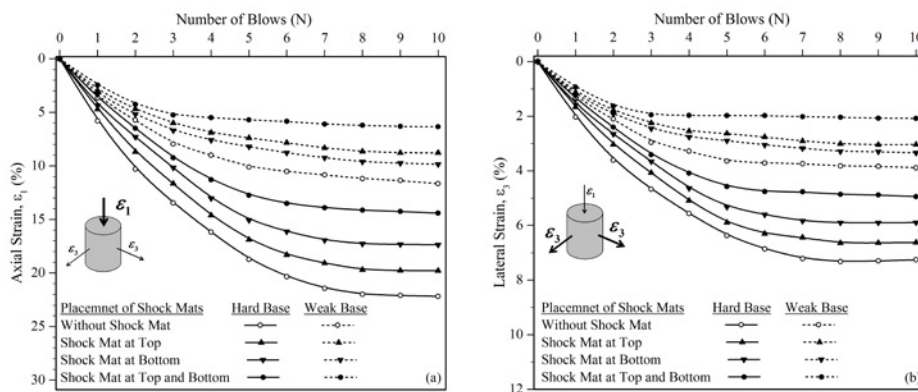 Number of Blows (N)
0 1 2 3 4 5 6 7 8 9 10
Axial Strain, ε1 (%)
0
5
10
15
20
25
30
ε1
ε3 ε3
Placemnet of Shock Mats Hard Base Weak Base
Without Shock Mat
Shock Mat at Top
Shock Mat at Bottom
Shock Mat at Top and Bottom
(a)
Number of Blows (N)
0 1 2 3 4 5 6 7 8 9 10
Lateral Strain, ε3 (%)
0
2
4
6
8
10
12
ε1
ε3 ε3
Placemnet of Shock Mats Hard Base Weak Base
Without Shock Mat
Shock Mat at Top
Shock Mat at Bottom
Shock Mat at Top and Bottom
(b